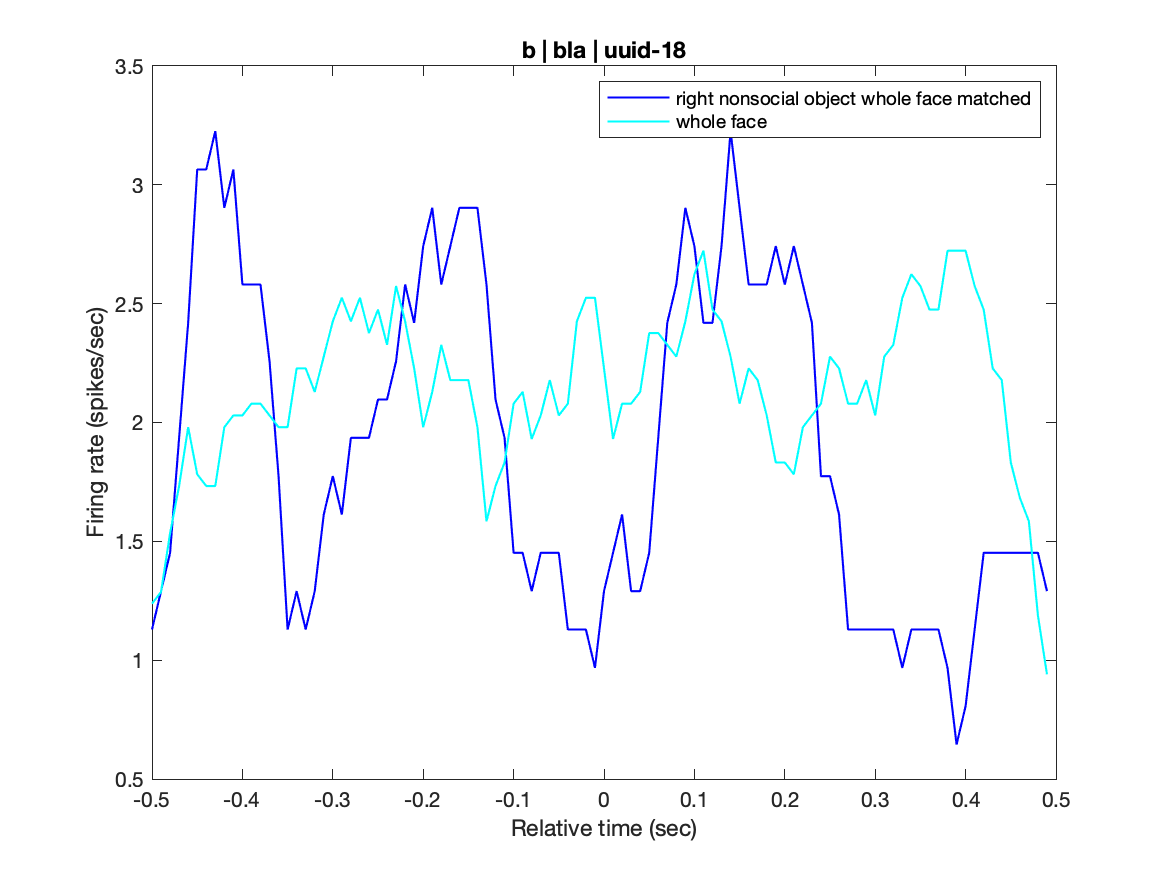 b | bla | uuid-18
right nonsocial object whole face matched
whole face
3.5
3
2.5
2
1.5
1
0.5
Firing rate (spikes/sec)
-0.5 -0.4 -0.3 -0.2 -0.1 0 0.1 0.2 0.3 0.4 0.5
Relative time (sec)